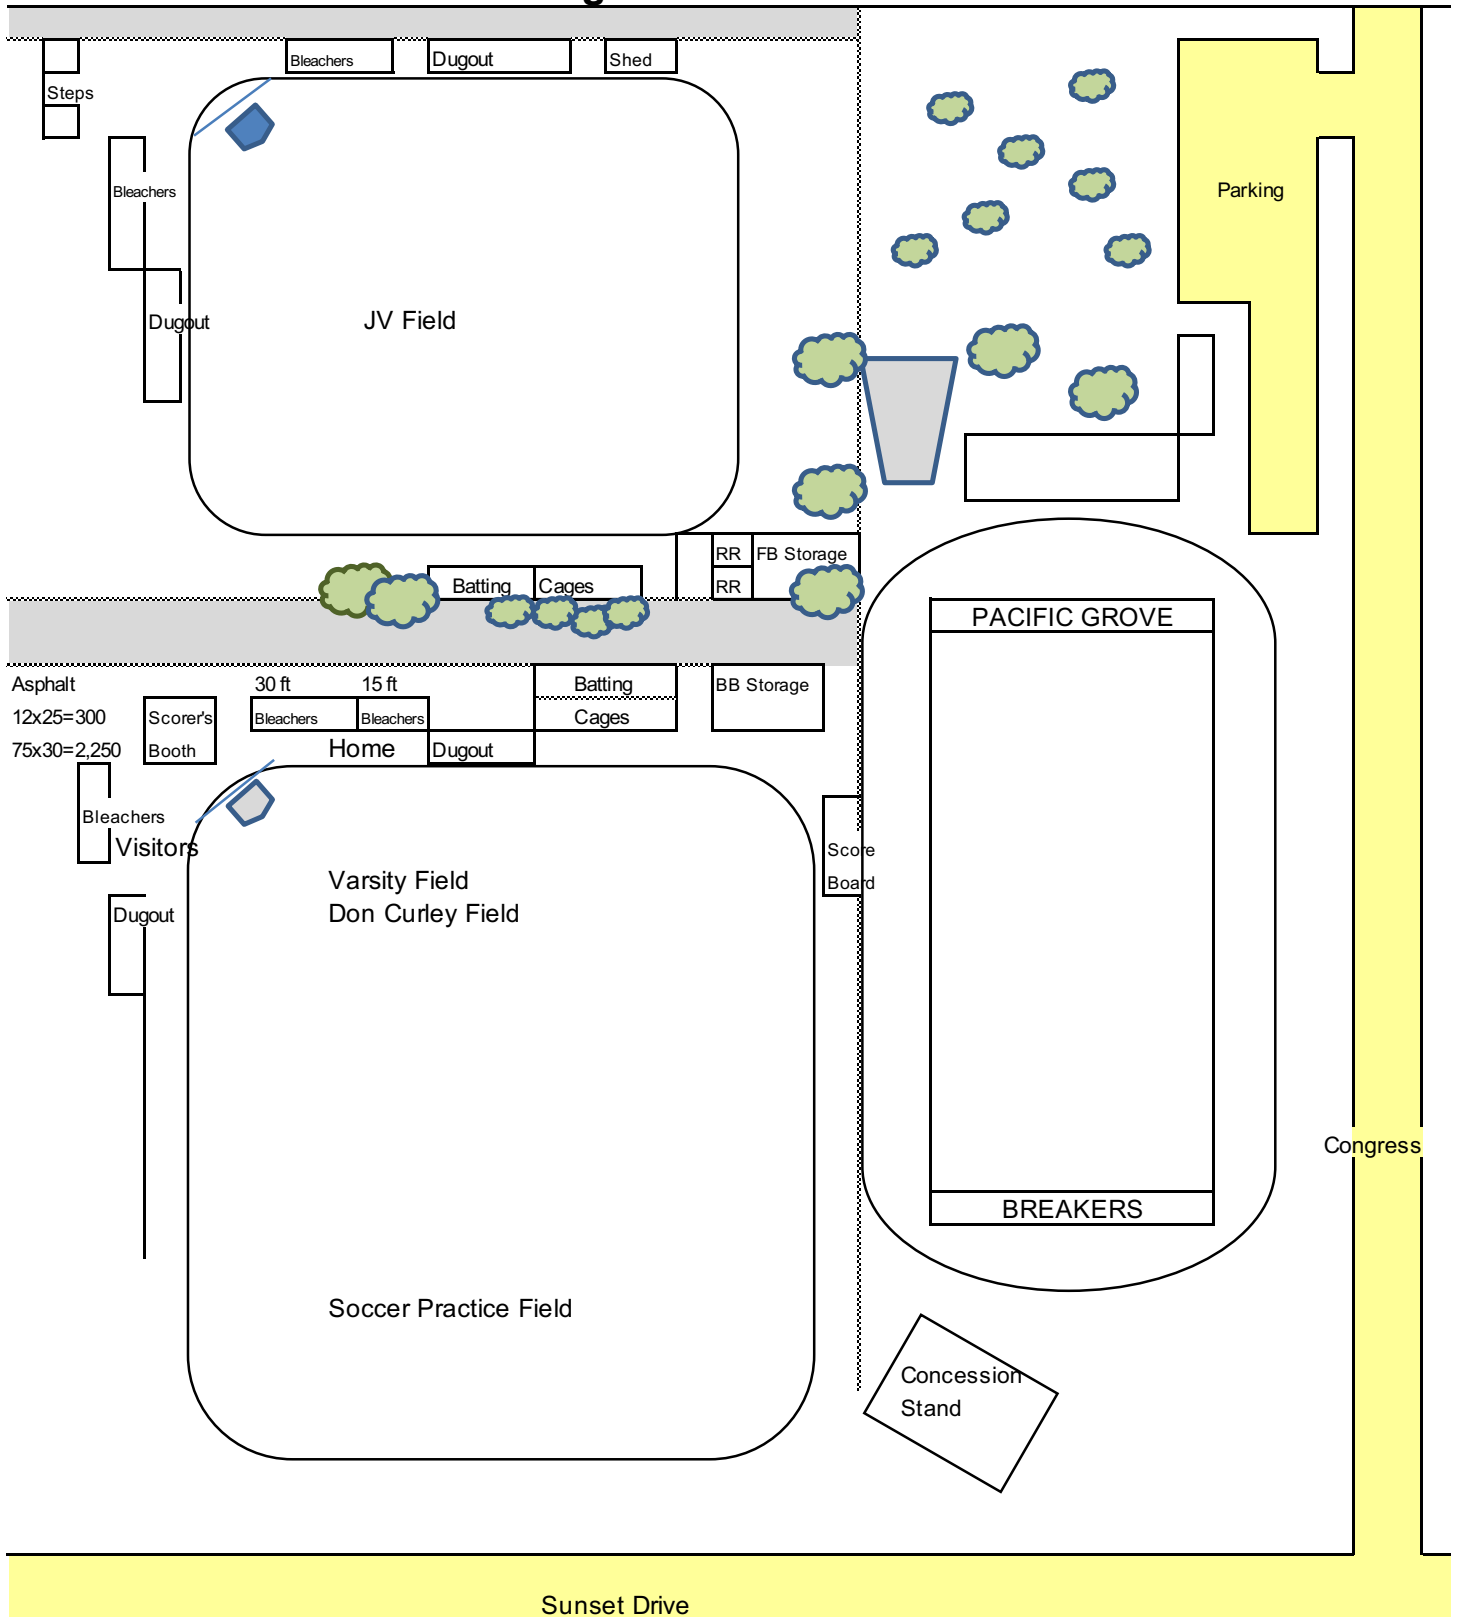 Bleachers
Dugout
Shed
Steps
Bleachers
Parking
Dugout
JV Field
RR
FB Storage
RR
Batting
Cages
PACIFIC GROVE
Asphalt
30 ft
15 ft
Batting
BB Storage
12x25=300
Scorer's
Bleachers
Bleachers
Cages
75x30=2,250
Booth
Home
Dugout
Bleachers
Visitors
Score
Board
Varsity Field
Don Curley Field
Dugout
Congress
BREAKERS
Soccer Practice Field
Concession
Stand
Sunset Drive